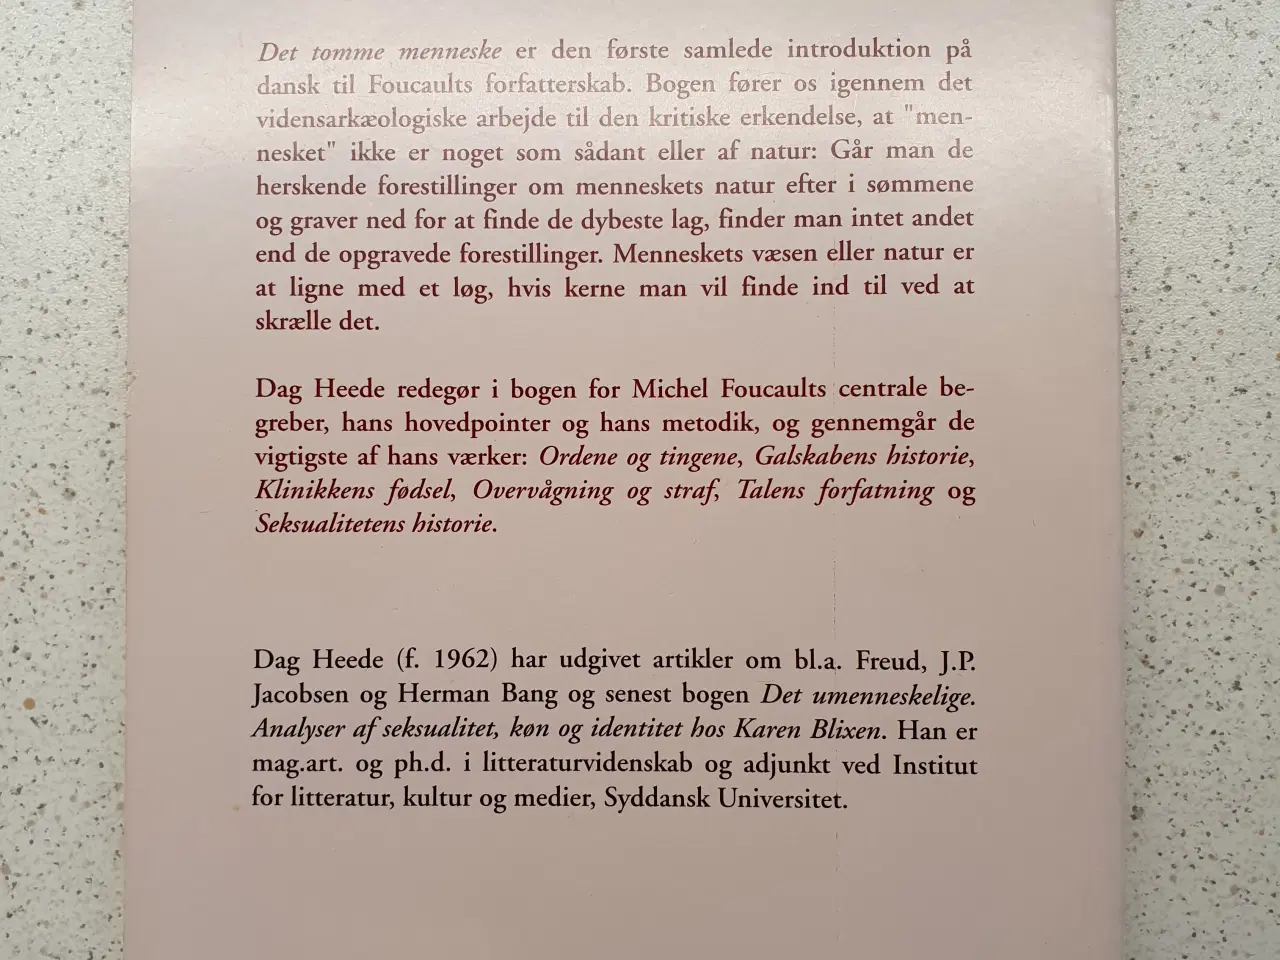 Det tomme menneske er den første samlede introduktion på
dansk til Foucaults forfatterskab. Bogen fører os igennem det
vidensarkæologiske arbejde til den kritiske erkendelse, at "men-
nesket" ikke er noget som sådant eller af natur: Går man de
herskende forestillinger om menneskets natur efter i sømmene
og graver ned for at finde de dybeste lag, finder man intet andet
end de opgravede forestillinger. Menneskets væsen eller natur er
at ligne med et løg, hvis kerne man vil finde ind til ved at
skrælle det.
Dag Heede redegør i bogen for Michel Foucaults centrale be-
greber, hans hovedpointer og hans metodik, og gennemgår de
vigtigste af hans værker: Ordene og tingene, Galskabens historie,
Klinikkens fødsel, Overvågning og straf, Talens forfatning og
Seksualitetens historie.
Dag Heede (f. 1962) har udgivet artikler om bl.a. Freud, J.P.
Jacobsen og Herman Bang og senest bogen Det umenneskelige.
Analyser af seksualitet, køn og identitet hos Karen Blixen. Han er
mag.art. og ph.d. i litteraturvidenskab og adjunkt ved Institut
for litteratur, kultur og medier, Syddansk Universitet.